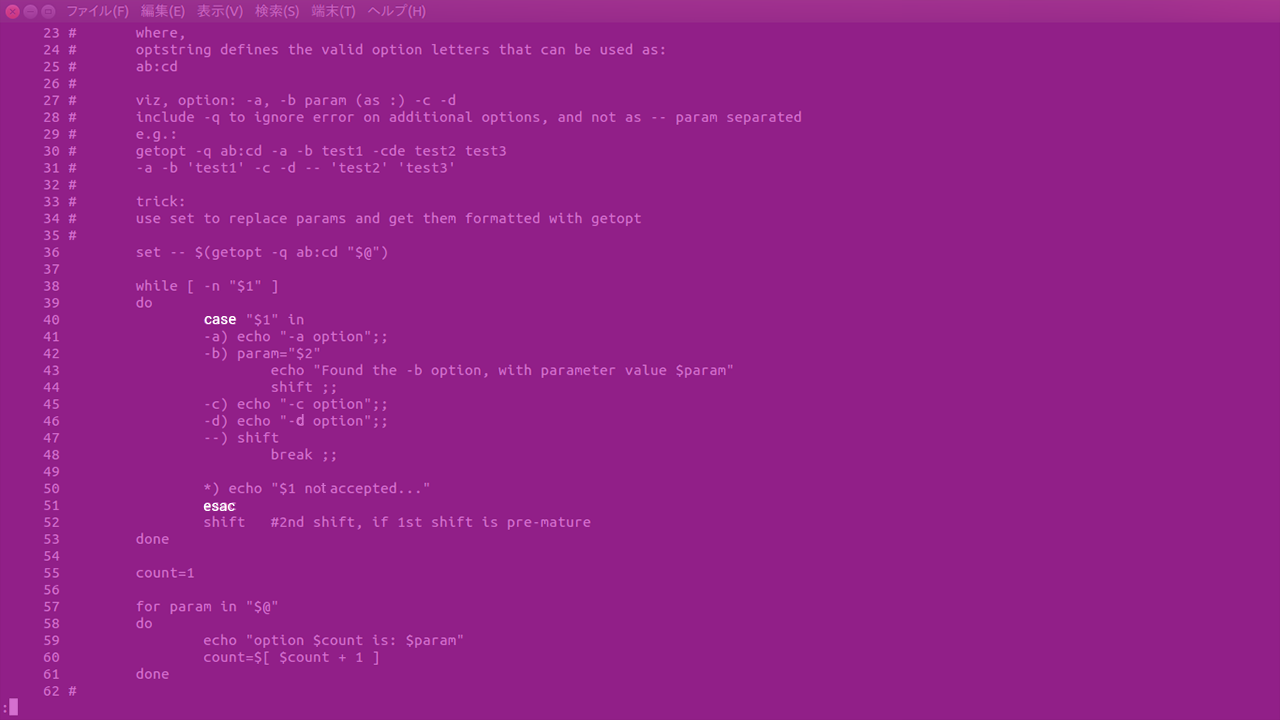 ファイル(F) 編集(E) 表示(V) 検索(S) 端末(T) ヘルプ(H)
23 # where,
24 # optstring defines the valid option letters that can be used as:
25 # ab:cd
26 #
27 # viz, option: -a, -b param (as :) -c -d
28 # include -q to ignore error on additional options, and not as -- param separated
29 # e.g.:
30 # getopt -q ab:cd -a -b test1 -cde test2 test3
31 # -a -b 'test1' -c -d -- 'test2' 'test3'
32 #
33 # trick:
34 # use set to replace params and get them formatted with getopt
35 #
36 set -- $(getopt -q ab:cd "$@")
37
38 while [ -n "$1" ]
39 do
40 case "$1" in
41 -a) echo "-a option";;
42 -b) param="$2"
43 echo "Found the -b option, with parameter value $param"
44 shift ;;
45 -c) echo "-c option";;
46 -d) echo "-d option";;
47 --) shift
48 break ;;
49
50 *) echo "$1 not accepted..."
51 esac
52 shift #2nd shift, if 1st shift is pre-mature
53 done
54
55 count=1
56
57 for param in "$@"
58 do
59 echo "option $count is: $param"
60 count=$[ $count + 1 ]
61 done
62 #
: